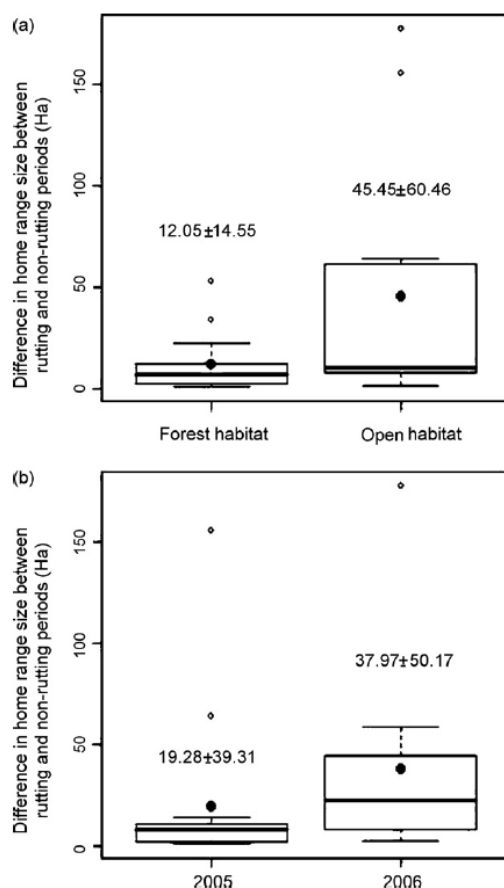 (a)
Difference in home range size between
rutting and non-rutting periods (Ha)
150
100
50
0
45.45±60.46
12.05±14.55
Forest habitat
Open habitat
(b)
Difference in home range size between
rutting and non-rutting periods (Ha)
150
100
50
0
37.97±50.17
19.28±39.31
2005
2006